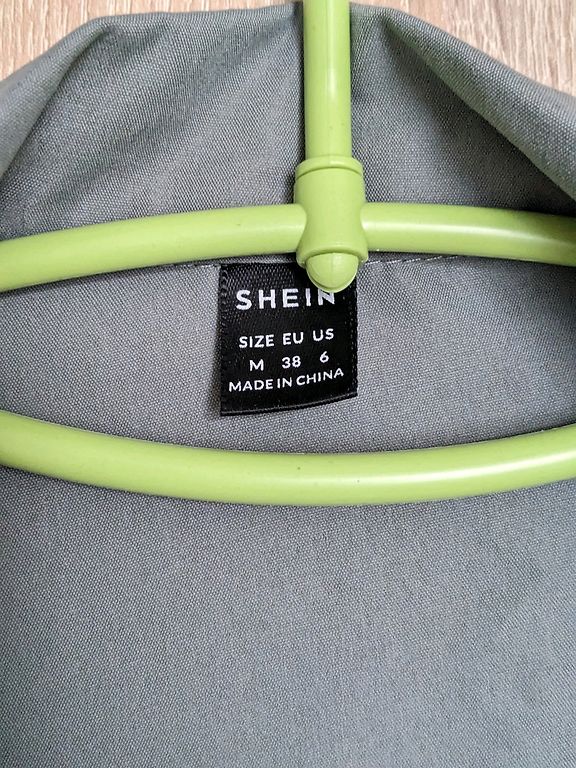 SHEIN
SIZE EU US
M 38 6
MADE IN CHINA